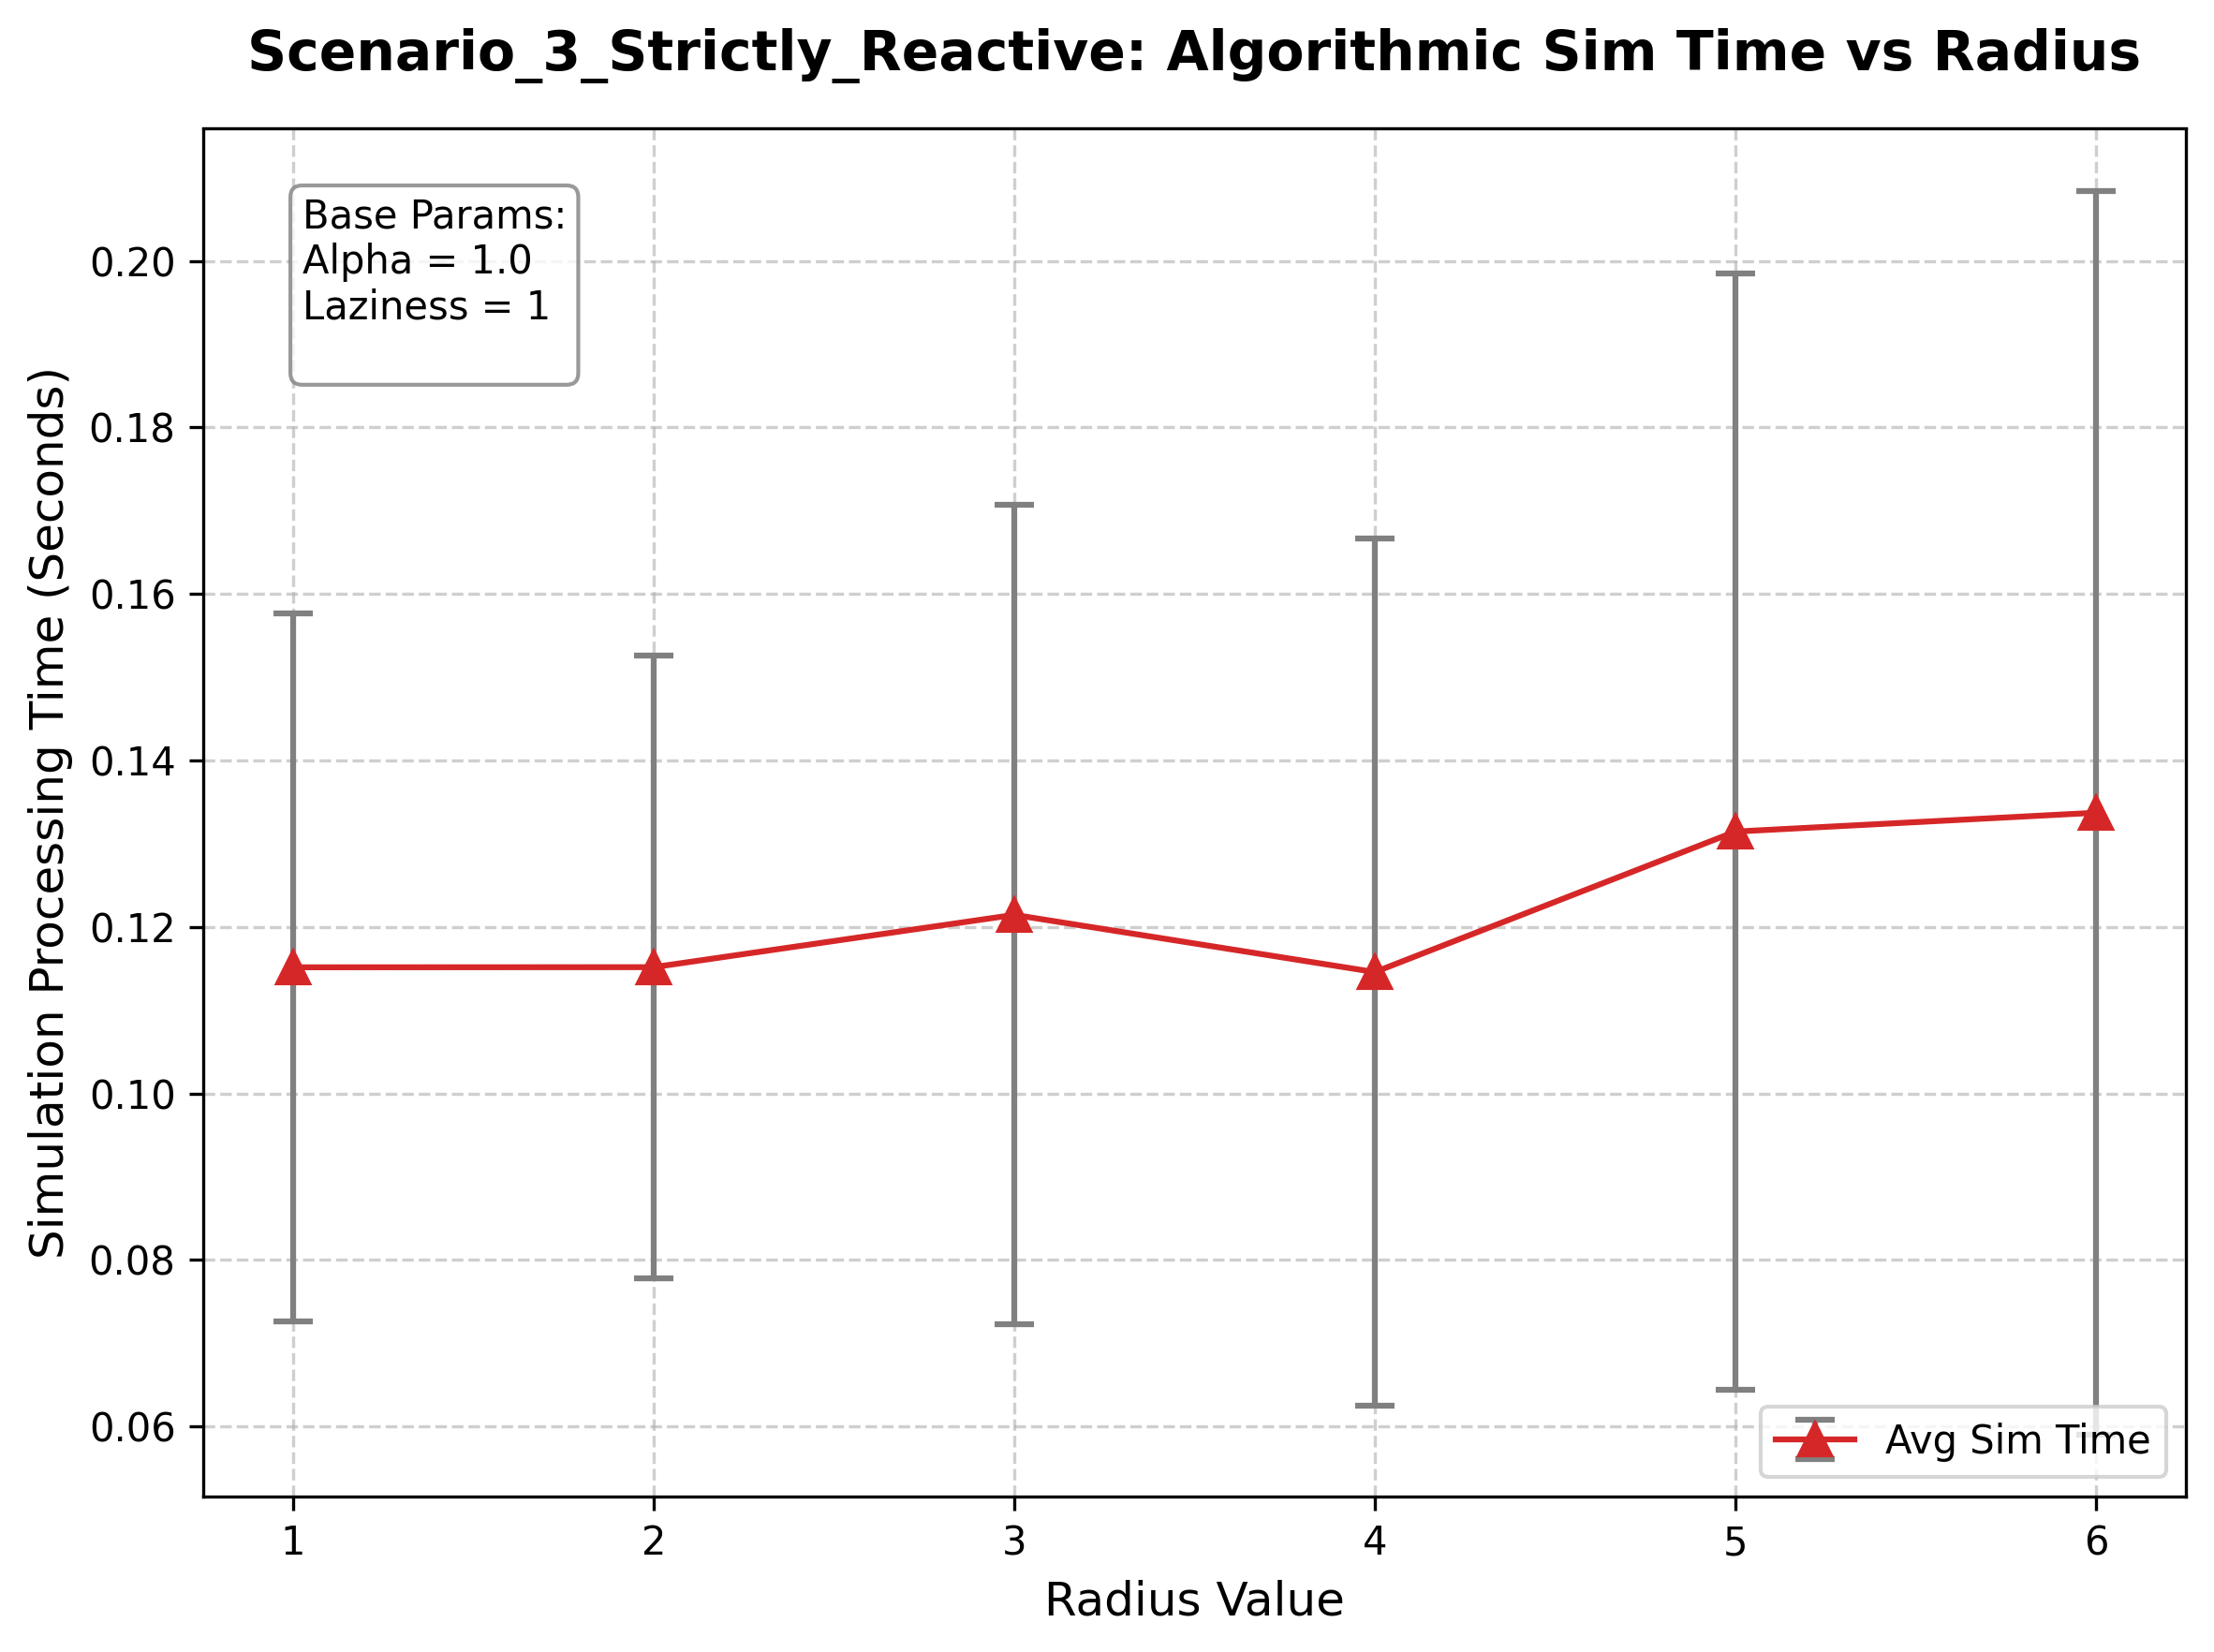 Scenario_3_Strictly_Reactive: Algorithmic Sim Time vs Radius
Base Params:
Alpha = 1.0
Laziness = 1
Simulation Processing Time (Seconds)
0.20
0.18
0.16
0.14
0.12
0.10
0.08
0.06
Avg Sim Time
1 2 3 4 5 6
Radius Value